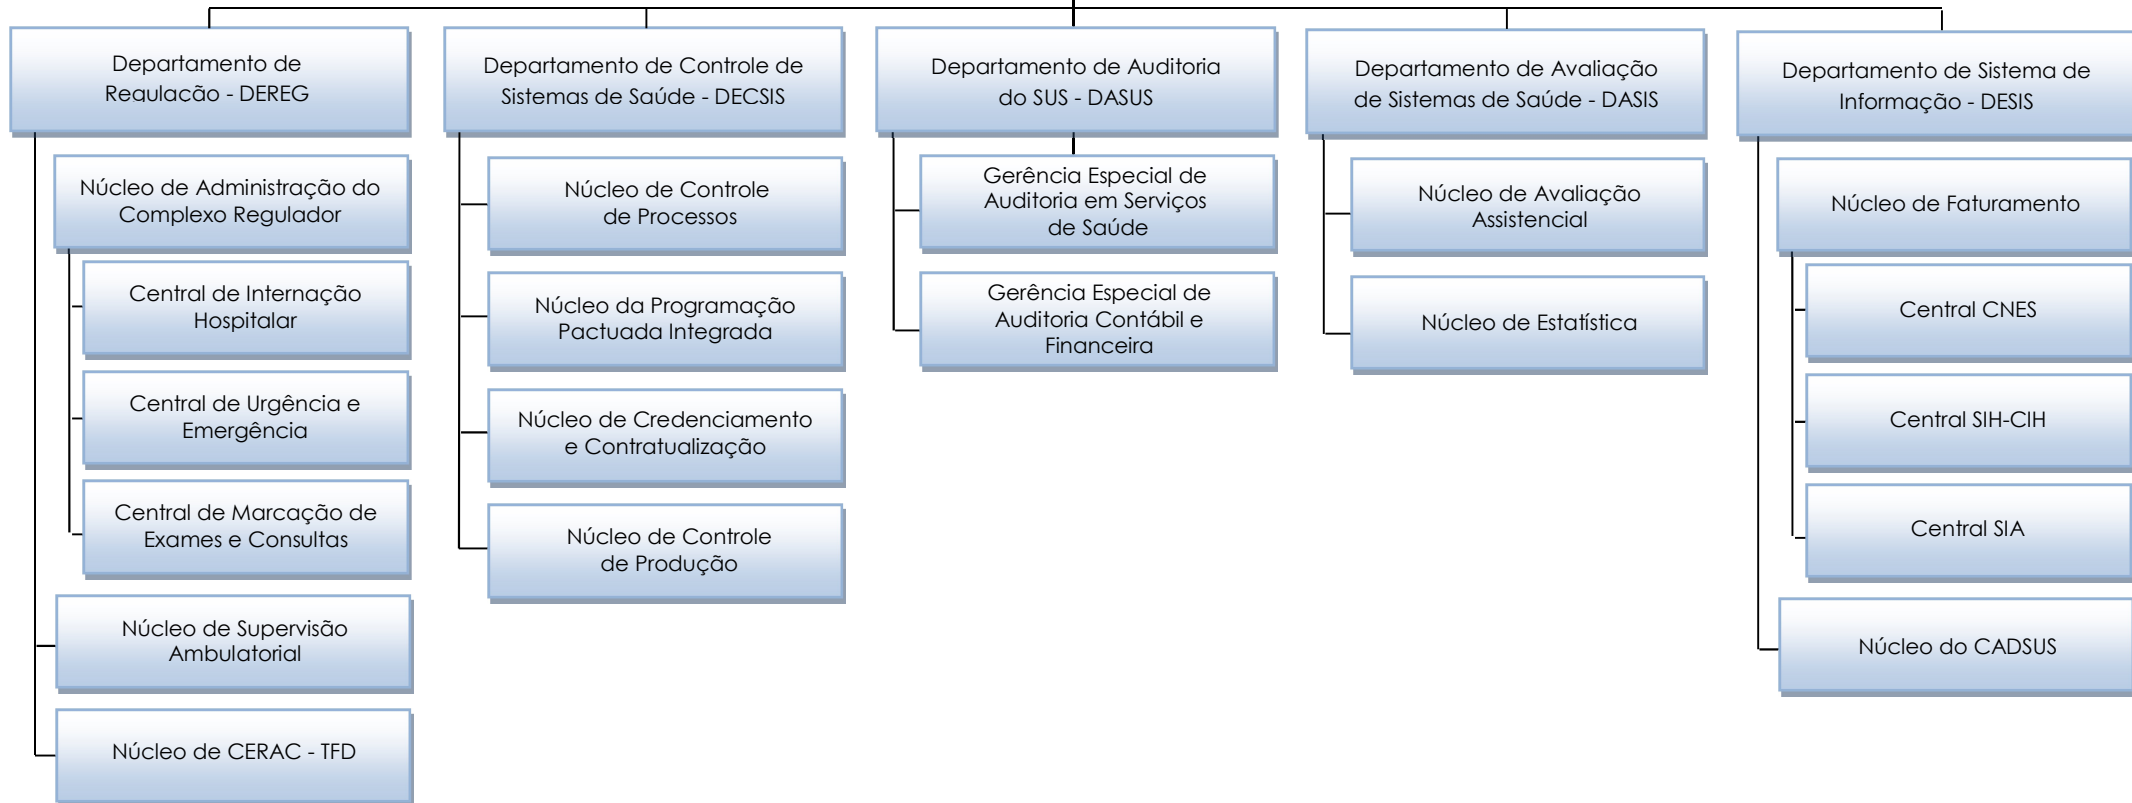 Departamento de
Regulação - DEREG
Núcleo de Administração do
Complexo Regulador
Central de Internação
Hospitalar
Central de Urgência e
Emergência
Central de Marcação de
Exames e Consultas
Núcleo de Supervisão
Ambulatorial
Núcleo de CERAC - TFD
Departamento de Controle de
Sistemas de Saúde - DECSIS
Núcleo de Controle
de Processos
Núcleo da Programação
Pactuada Integrada
Núcleo de Credenciamento
e Contratualização
Núcleo de Controle
de Produção
Departamento de Auditoria
do SUS - DASUS
Gerência Especial de
Auditoria em Serviços
de Saúde
Gerência Especial de
Auditoria Contábil e
Financeira
Departamento de Avaliação
de Sistemas de Saúde - DASIS
Núcleo de Avaliação
Assistencial
Núcleo de Estatística
Departamento de Sistema de
Informação - DESIS
Núcleo de Faturamento
Central CNES
Central SIH-CIH
Central SIA
Núcleo do CADSUS